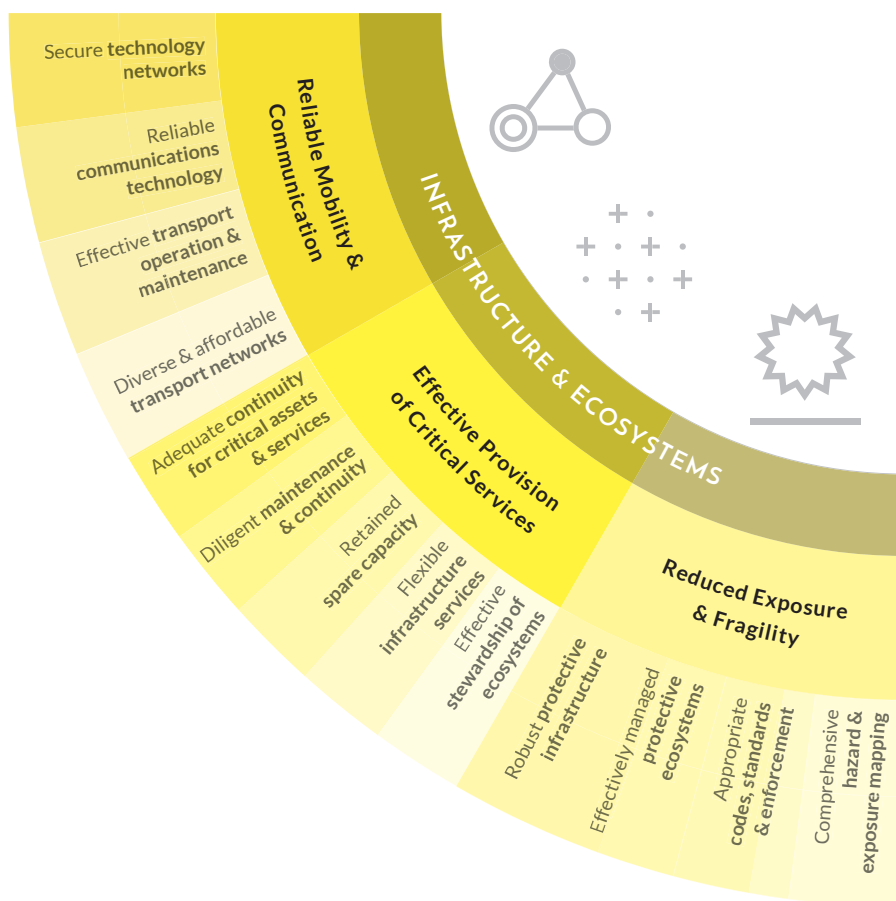 INFRASTRUCTURE & ECOSYSTEMS
Reliable Mobility &
Communication
Secure technology
networks
Reliable
communications
technology
Effective transport
operation &
maintenance
Diverse & affordable
transport networks
Effective Provision
of Critical Services
Adequate continuity
for critical assets
& services
Diligent maintenance
& continuity
Retained
spare capacity
Flexible
infrastructure
services
Effective
stewardship of
ecosystems
Reduced Exposure
& Fragility
Robust protective
infrastructure
Effectively managed
protective
ecosystems
Appropriate
codes, standards
& enforcement
Comprehensive
hazard &
exposure mapping